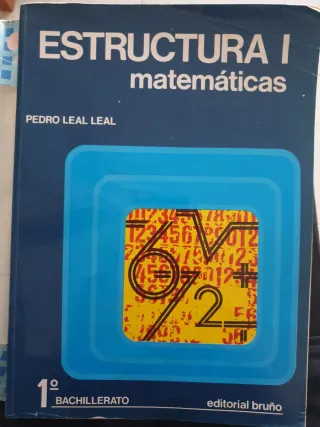 ESTRUCTURA I
matemáticas
PEDRO LEAL LEAL
1º BACHILLERATO
editorial bruño